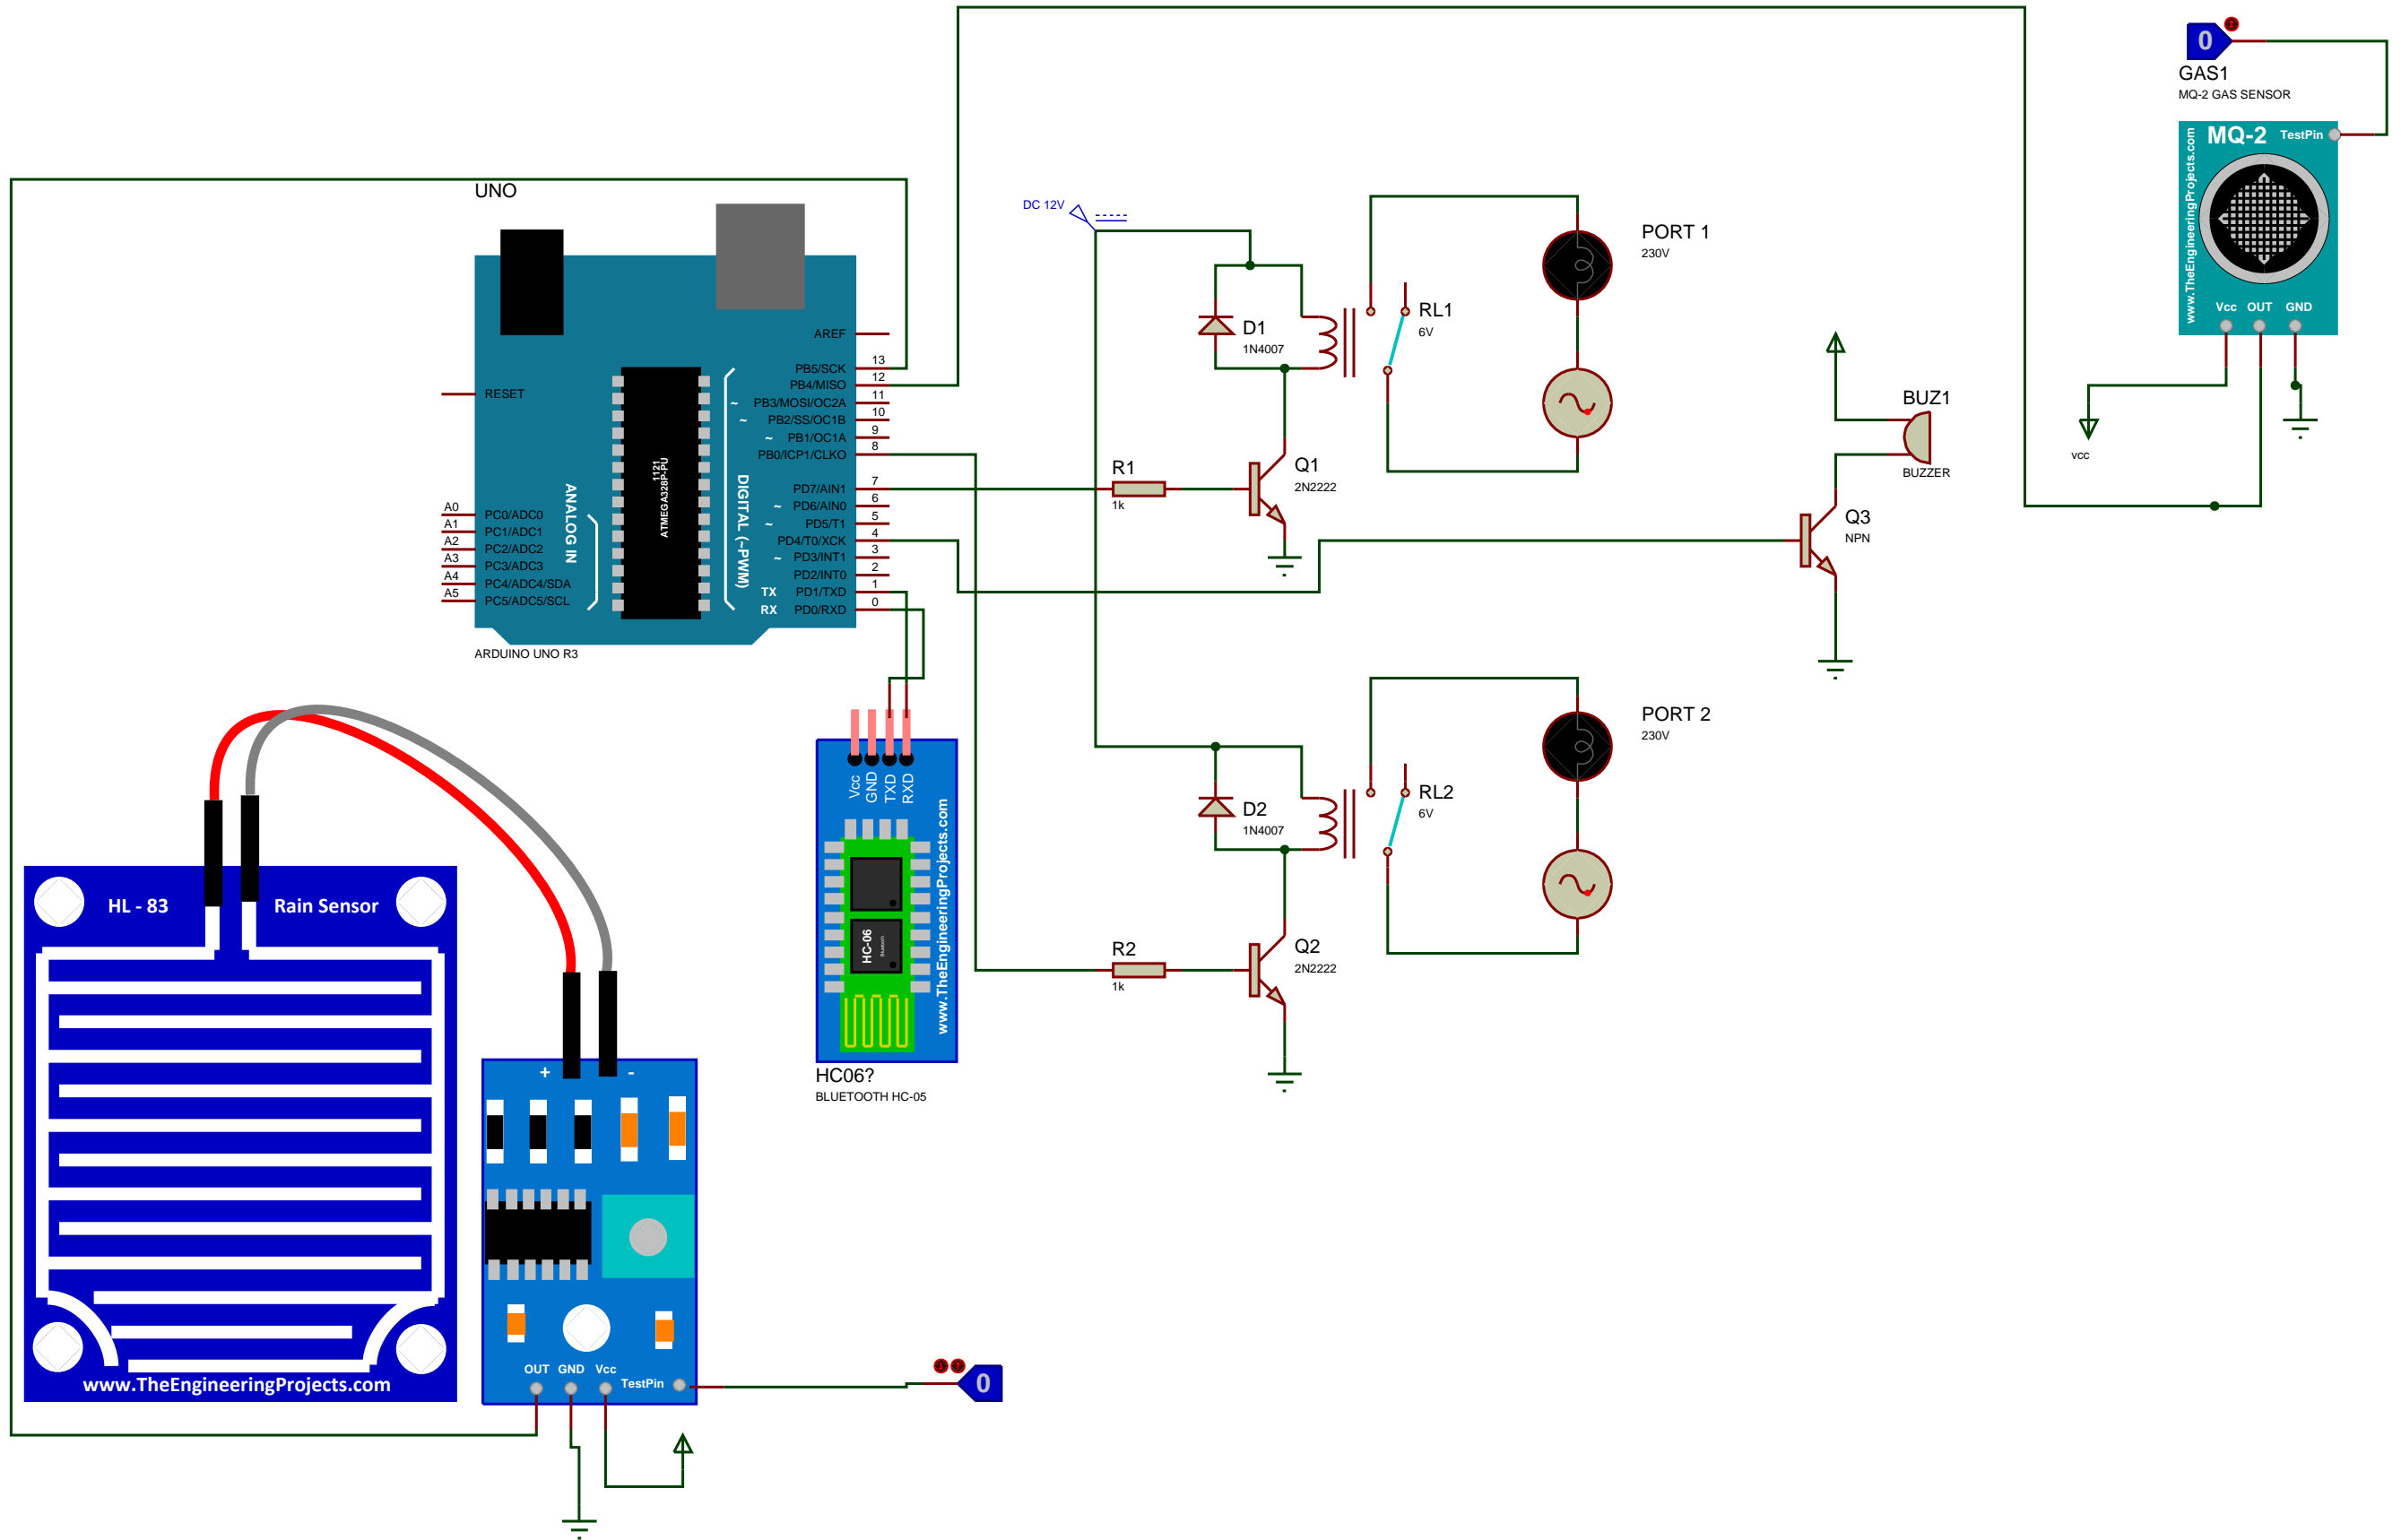 0
GAS1
MQ-2 GAS SENSOR
MQ-2 TestPin
www.TheEngineeringProjects.com
Vcc OUT GND
vcc
UNO
AREF
RESET
13 PB5/SCK
12 PB4/MISO
11 ~ PB3/MOSI/OC2A
10 ~ PB2/SS/OC1B
9 ~ PB1/OC1A
8 PB0/ICP1/CLKO
7 PD7/AIN1
6 ~ PD6/AIN0
5 ~ PD5/T1
4 PD4/T0/XCK
3 ~ PD3/INT1
2 PD2/INT0
1 TX PD1/TXD
0 RX PD0/RXD
A0 PC0/ADC0
A1 PC1/ADC1
A2 PC2/ADC2
A3 PC3/ADC3
A4 PC4/ADC4/SDA
A5 PC5/ADC5/SCL
ANALOG IN
ATMEGA328P-PU
1121
DIGITAL (~PWM)
ARDUINO UNO R3
DC 12V
D1
1N4007
RL1
6V
PORT 1
230V
R1
1k
Q1
2N2222
BUZ1
BUZZER
Q3
NPN
D2
1N4007
RL2
6V
PORT 2
230V
R2
1k
Q2
2N2222
Vcc
GND
TXD
RXD
HC-06
Bluetooth
www.TheEngineeringProjects.com
HC06?
BLUETOOTH HC-05
HL - 83 Rain Sensor
www.TheEngineeringProjects.com
+ -
OUT GND Vcc TestPin
0